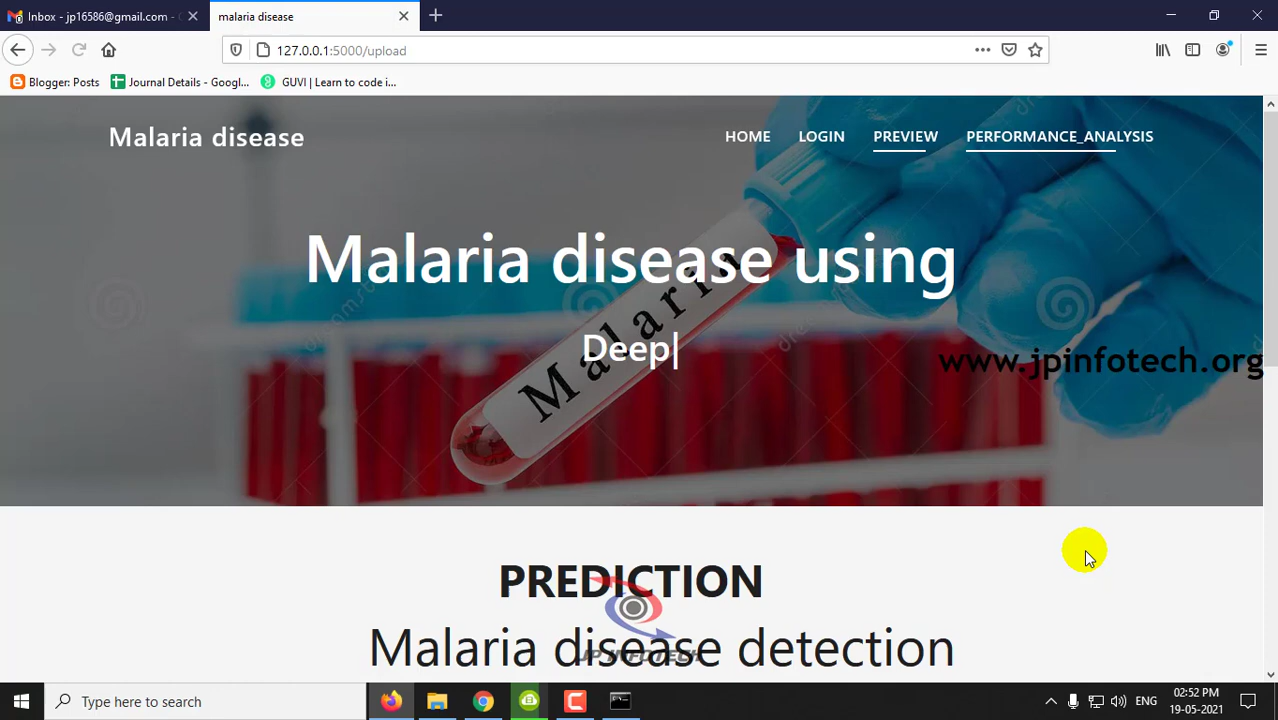 Inbox - jp16586@gmail.com -
malaria disease
127.0.0.1:5000/upload
Blogger: Posts
Journal Details - Googl...
GUVI | Learn to code i...
Malaria disease
HOME
LOGIN
PREVIEW
PERFORMANCE_ANALYSIS
Malaria disease using
Deep|
Malaria
www.jpinfotech.org
PREDICTION
Malaria disease detection
JP INFOTECH
Type here to search
ENG
02:52 PM
19-05-2021